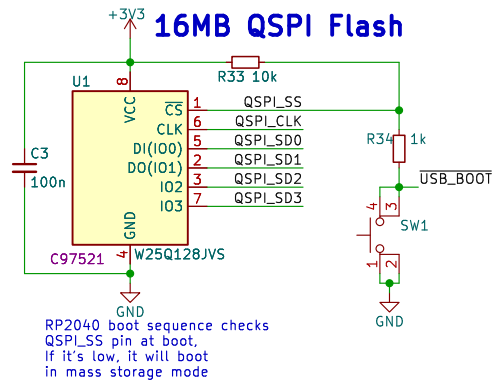 +3V3
16MB QSPI Flash
U1
R33 10k
8
VCC
CS
1
QSPI_SS
CLK
6
QSPI_CLK
DI(IO0)
5
QSPI_SD0
DO(IO1)
2
QSPI_SD1
IO2
3
QSPI_SD2
IO3
7
QSPI_SD3
GND
4
C3
100n
C97521
W25Q128JVS
GND
R34 1k
USB_BOOT
4 3
SW1
1 2
GND
RP2040 boot sequence checks
QSPI_SS pin at boot,
If it's low, it will boot
in mass storage mode